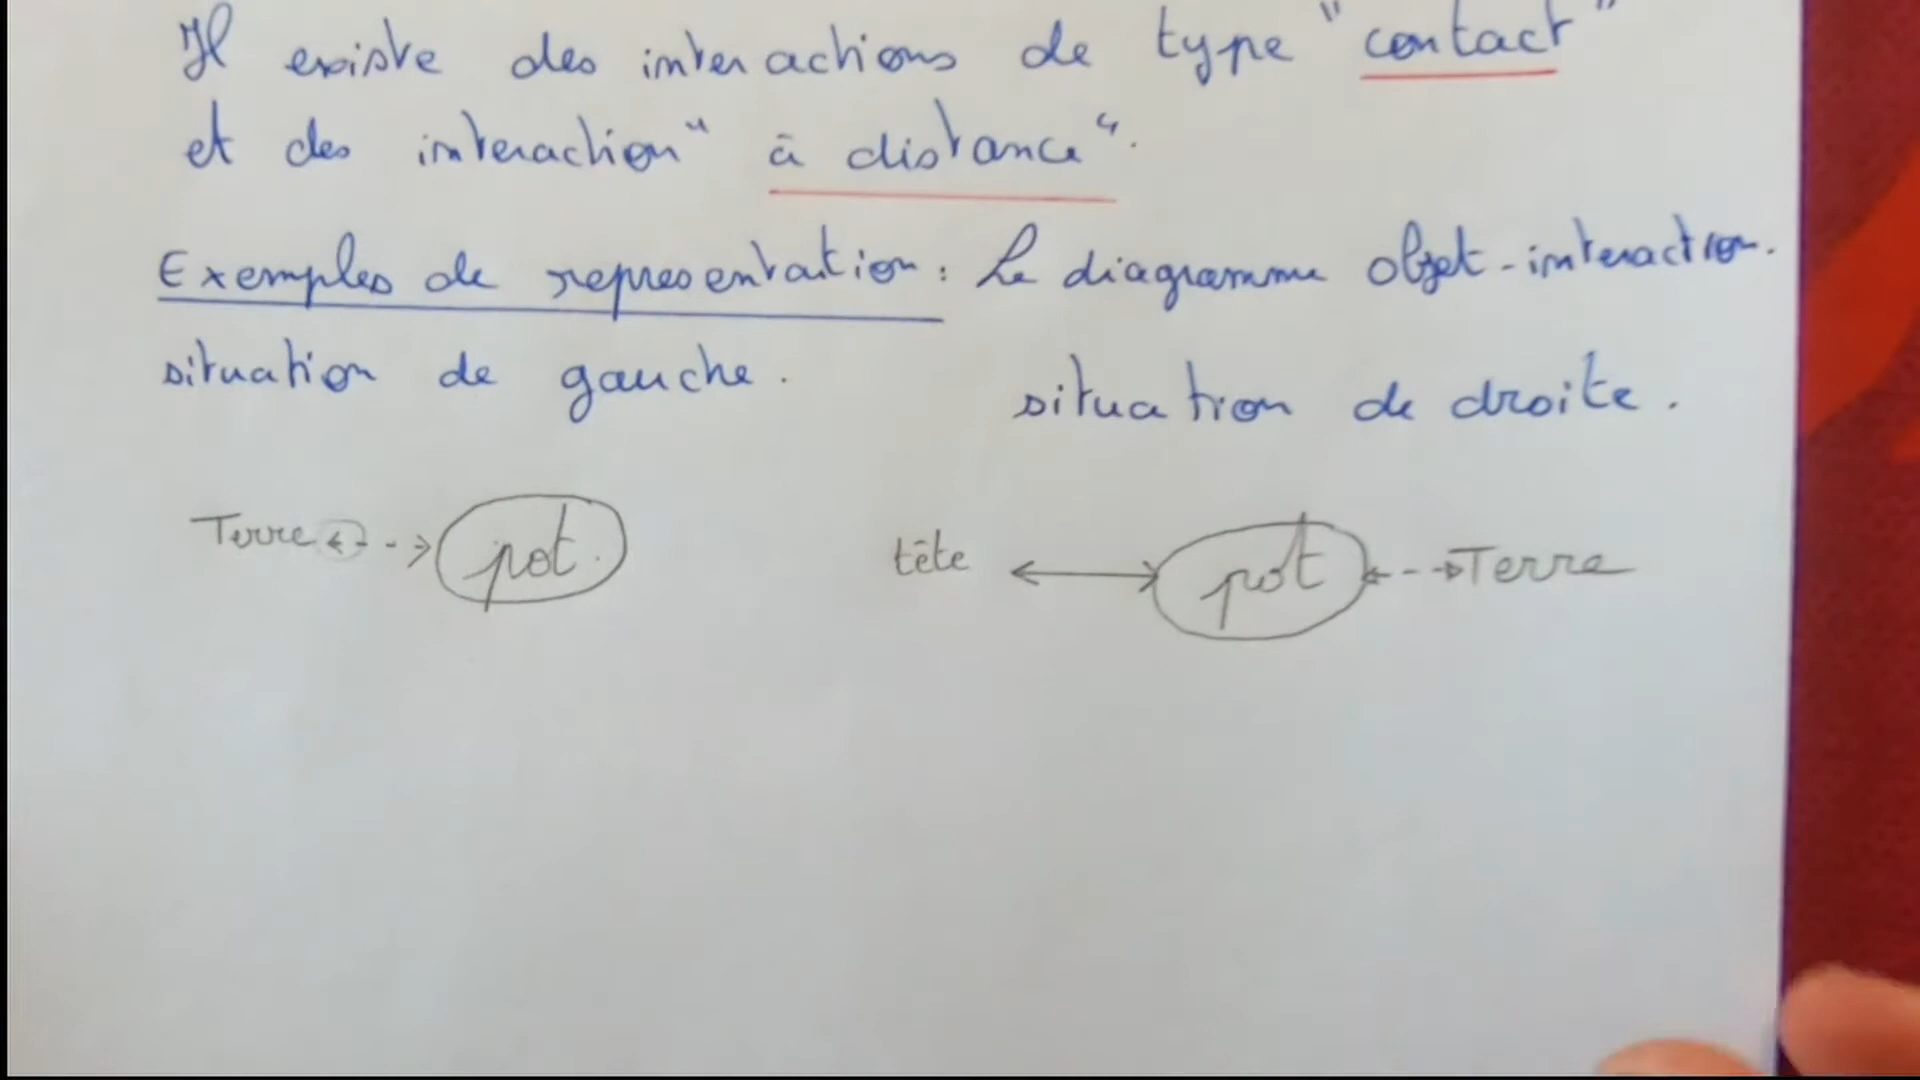 Il existe des interactions de type "contact"
et des interaction "à distance".
Exemples de representation : Le diagramme objet-interaction.
situation de gauche.
situation de droite.
Terre <- -> pot.
tête <-> pot <- -> Terre